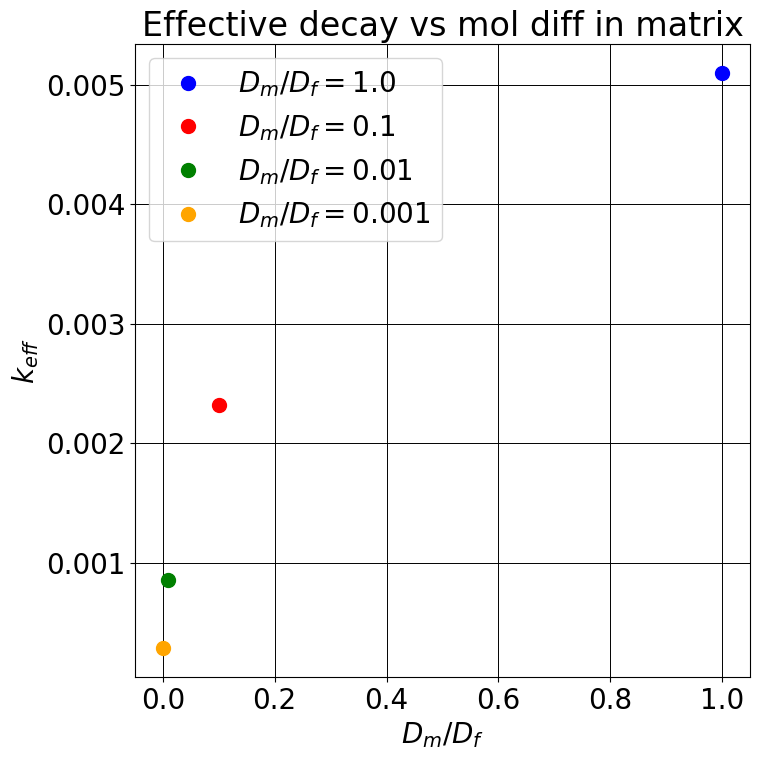 Effective decay vs mol diff in matrix
D_m/D_f = 1.0
D_m/D_f = 0.1
D_m/D_f = 0.01
D_m/D_f = 0.001
0.005
0.004
0.003
0.002
0.001
k_eff
0.0 0.2 0.4 0.6 0.8 1.0
D_m/D_f